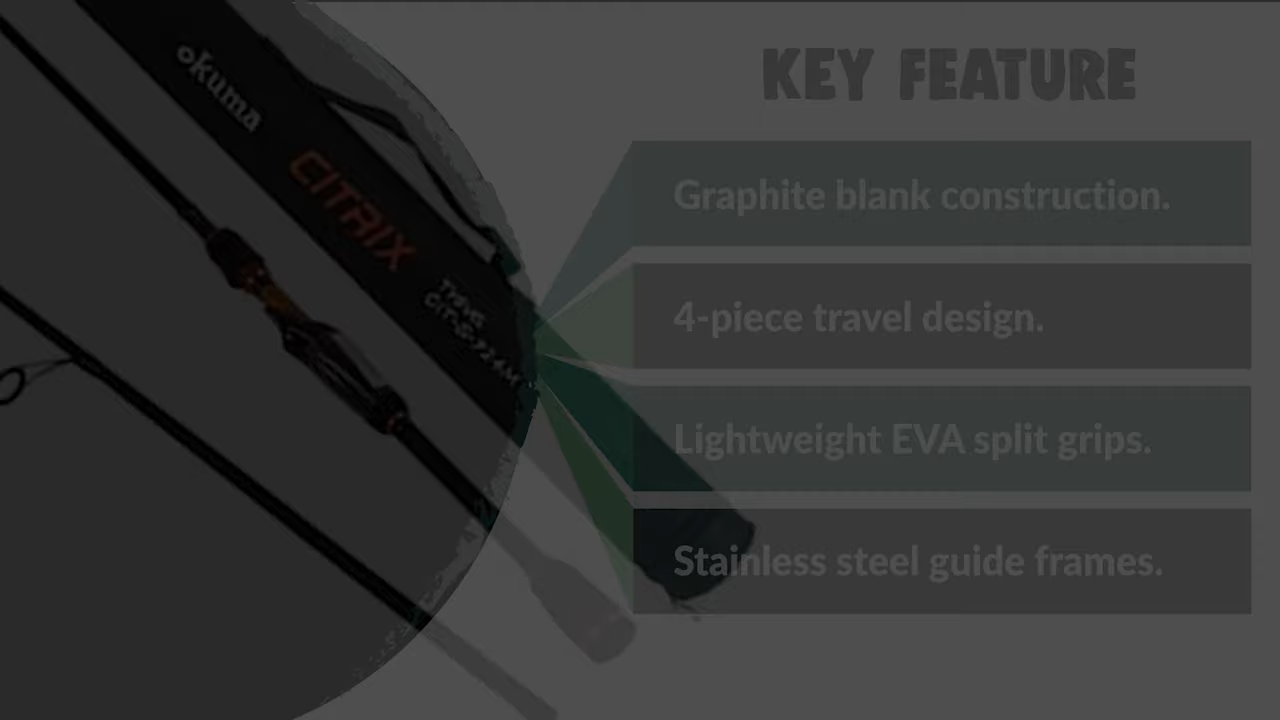 okuma
CITRIX
KEY FEATURE
Graphite blank construction.
4-piece travel design.
Lightweight EVA split grips.
Stainless steel guide frames.